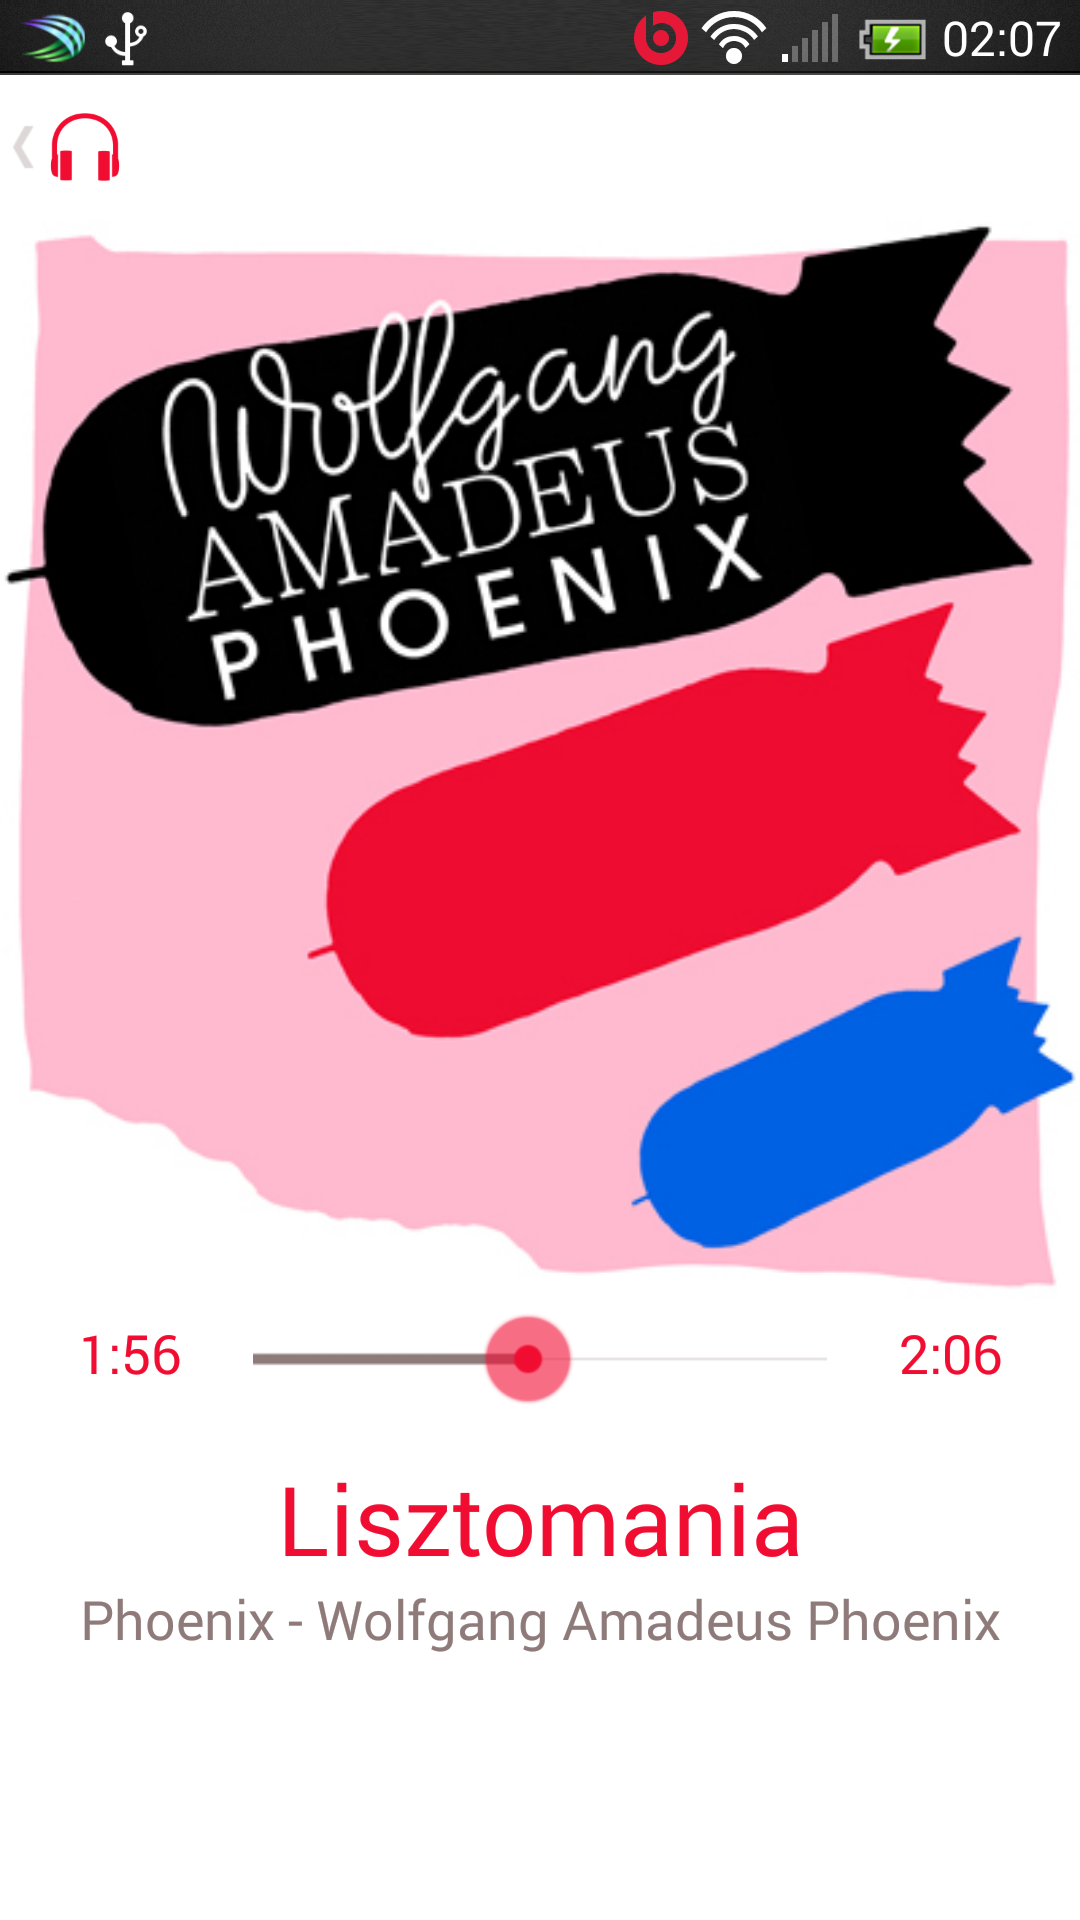 02:07
Wolfgang
AMADEUS
PHOENIX
1:56 2:06
Lisztomania
Phoenix - Wolfgang Amadeus Phoenix